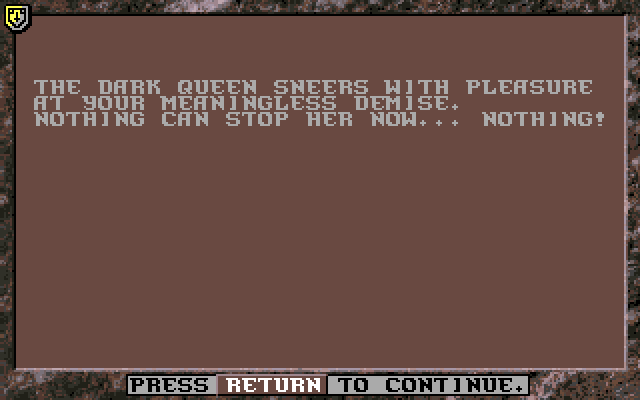 THE DARK QUEEN SNEERS WITH PLEASURE
AT YOUR MEANINGLESS DEMISE.
NOTHING CAN STOP HER NOW... NOTHING!
PRESS RETURN TO CONTINUE.